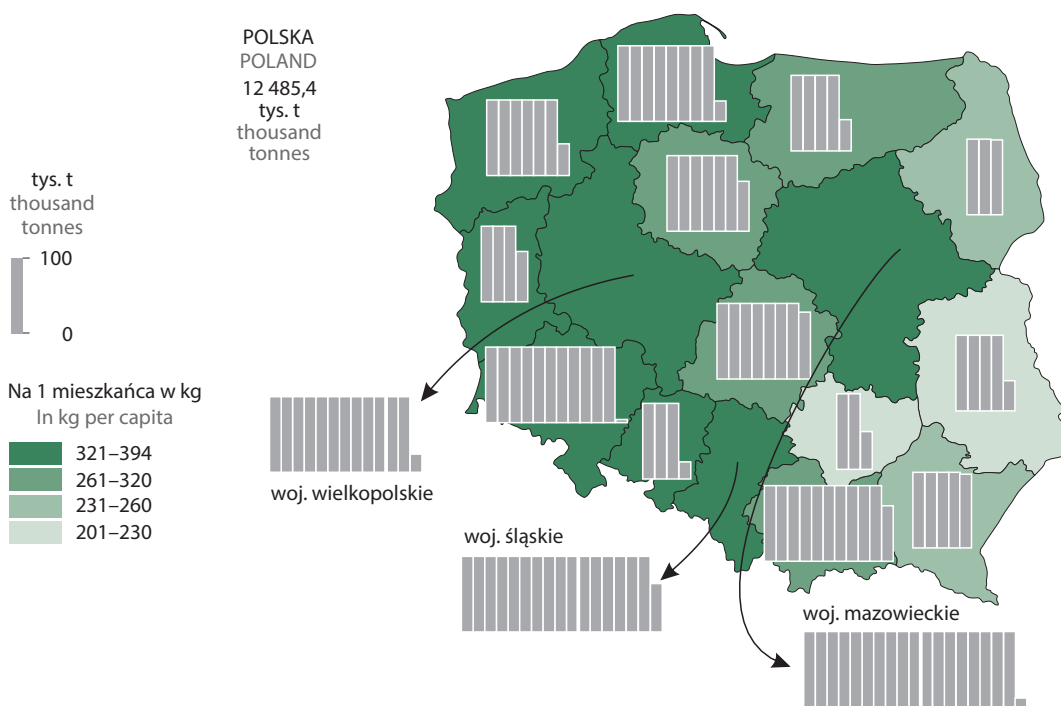 POLSKA
POLAND
12 485,4
tys. t
thousand
tonnes
tys. t
thousand
tonnes
100
0
Na 1 mieszkańca w kg
In kg per capita
321–394
261–320
231–260
201–230
woj. wielkopolskie
woj. śląskie
woj. mazowieckie